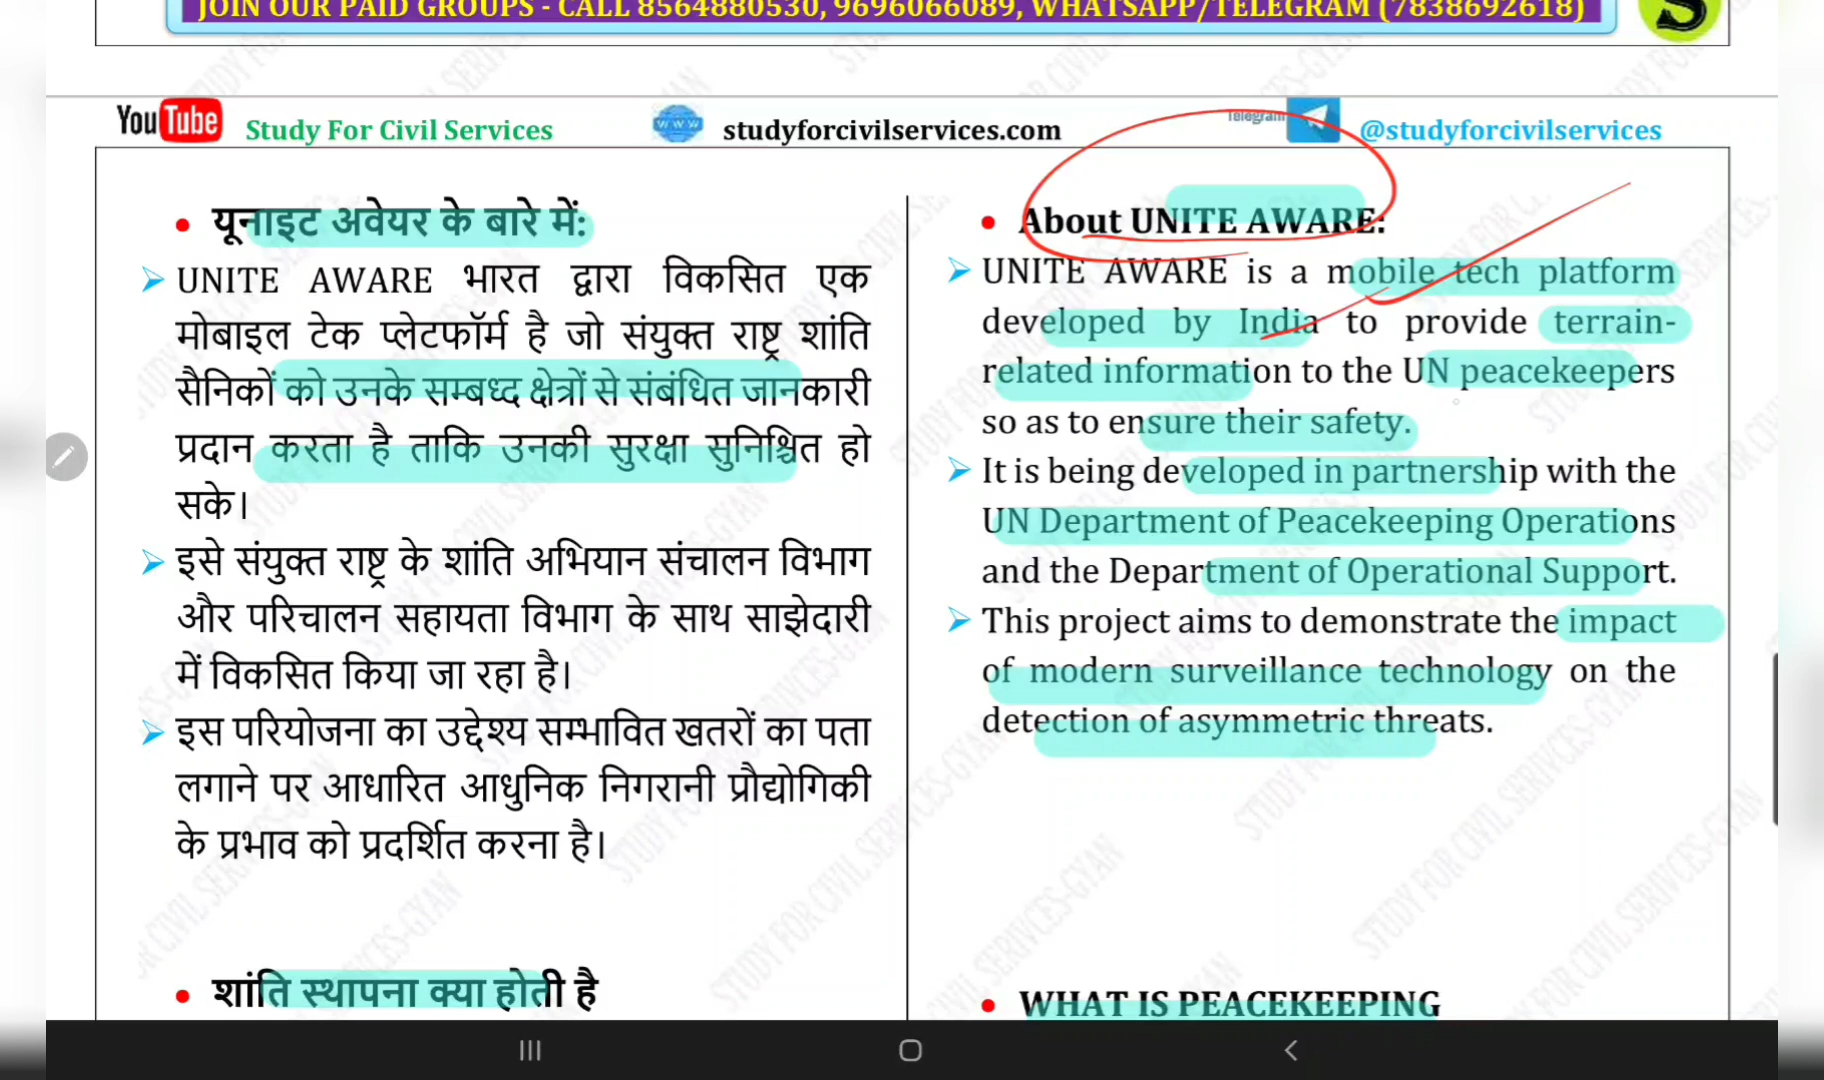 JOIN OUR PAID GROUPS - CALL 8564880530, 9696066089, WHATSAPP/TELEGRAM (7838692618)
S
YouTube Study For Civil Services
www studyforcivilservices.com
Telegram @studyforcivilservices
• यूनाइट अवेयर के बारे में:
➢ UNITE AWARE भारत द्वारा विकसित एक
मोबाइल टेक प्लेटफॉर्म है जो संयुक्त राष्ट्र शांति
सैनिकों को उनके सम्बध्द क्षेत्रों से संबंधित जानकारी
प्रदान करता है ताकि उनकी सुरक्षा सुनिश्चित हो
सके।
➢ इसे संयुक्त राष्ट्र के शांति अभियान संचालन विभाग
और परिचालन सहायता विभाग के साथ साझेदारी
में विकसित किया जा रहा है।
➢ इस परियोजना का उद्देश्य सम्भावित खतरों का पता
लगाने पर आधारित आधुनिक निगरानी प्रौद्योगिकी
के प्रभाव को प्रदर्शित करना है।
• शांति स्थापना क्या होती है
• About UNITE AWARE:
➢ UNITE AWARE is a mobile tech platform
developed by India to provide terrain-
related information to the UN peacekeepers
so as to ensure their safety.
➢ It is being developed in partnership with the
UN Department of Peacekeeping Operations
and the Department of Operational Support.
➢ This project aims to demonstrate the impact
of modern surveillance technology on the
detection of asymmetric threats.
• WHAT IS PEACEKEEPING